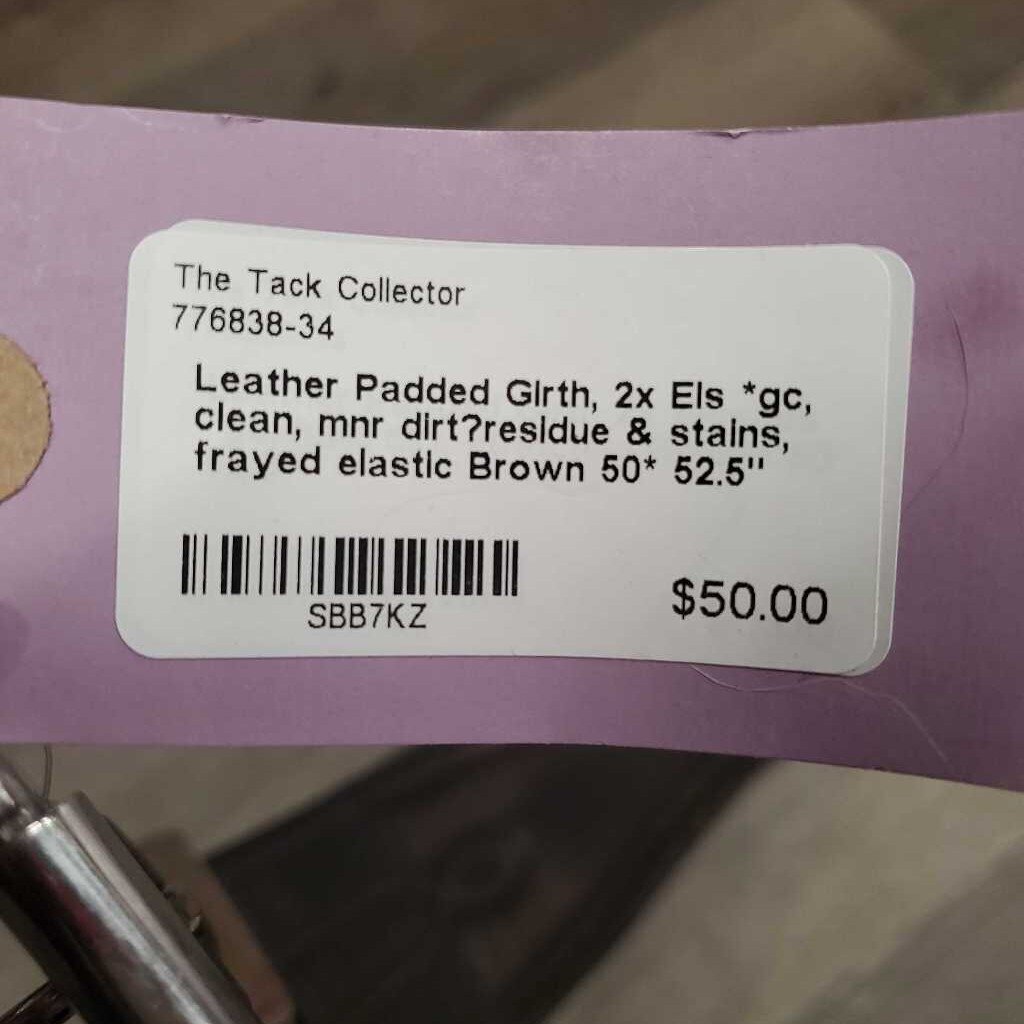 The Tack Collector
776838-34
Leather Padded Girth, 2x Els *gc,
clean, mnr dirt?residue & stains,
frayed elastic Brown 50* 52.5"
SBB7KZ
$50.00